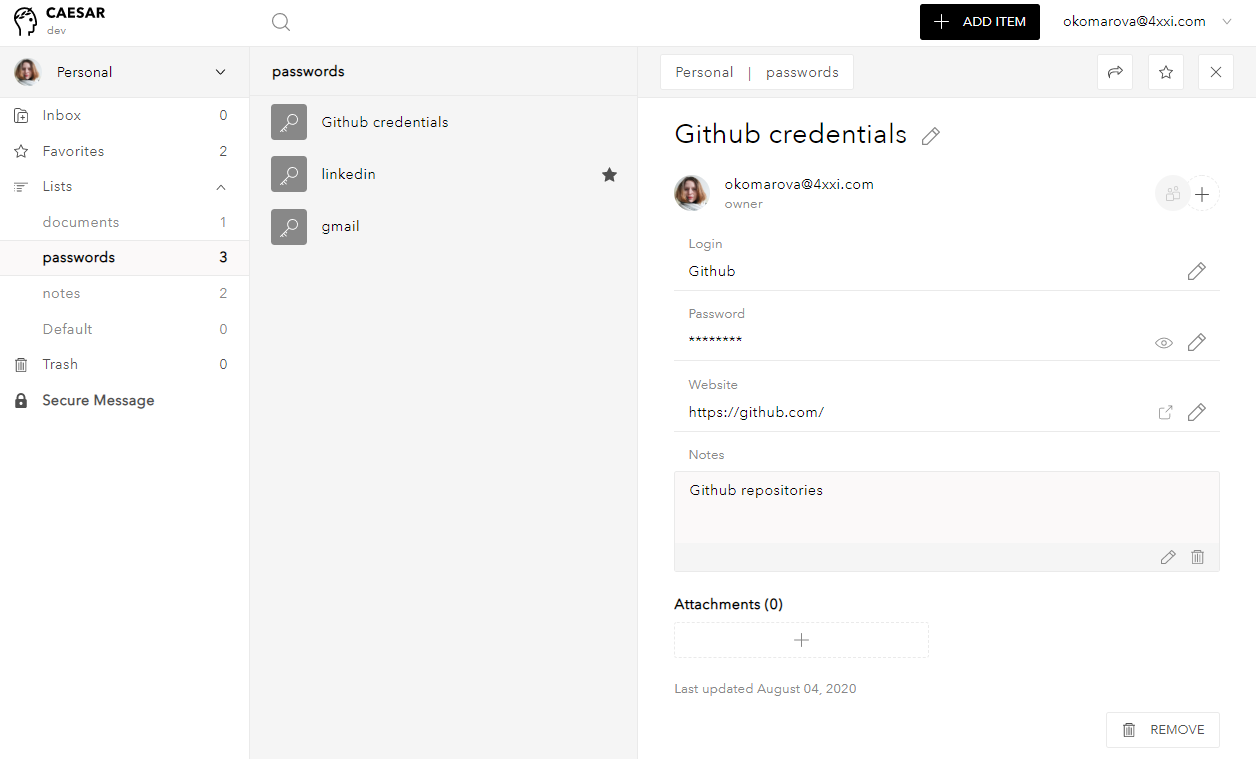 CAESAR
dev
ADD ITEM
okomarova@4xxi.com
Personal
Inbox 0
Favorites 2
Lists
documents 1
passwords 3
notes 2
Default 0
Trash 0
Secure Message
passwords
Github credentials
linkedin
gmail
Personal | passwords
Github credentials
okomarova@4xxi.com
owner
Login
Github
Password
********
Website
https://github.com/
Notes
Github repositories
Attachments (0)
Last updated August 04, 2020
REMOVE